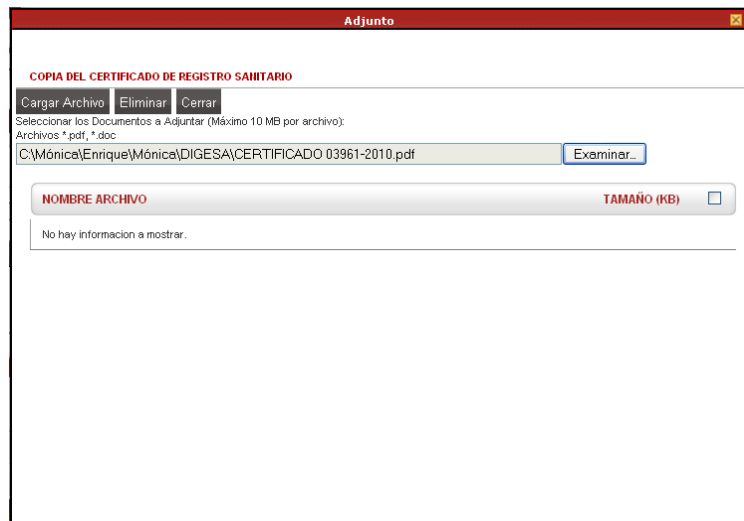 Adjunto
COPIA DEL CERTIFICADO DE REGISTRO SANITARIO
Cargar Archivo Eliminar Cerrar
Seleccionar los Documentos a Adjuntar (Máximo 10 MB por archivo):
Archivos *.pdf, *.doc
C:\Mónica\Enrique\Mónica\DIGESA\CERTIFICADO 03961-2010.pdf Examinar...
NOMBRE ARCHIVO TAMAÑO (KB)
No hay informacion a mostrar.